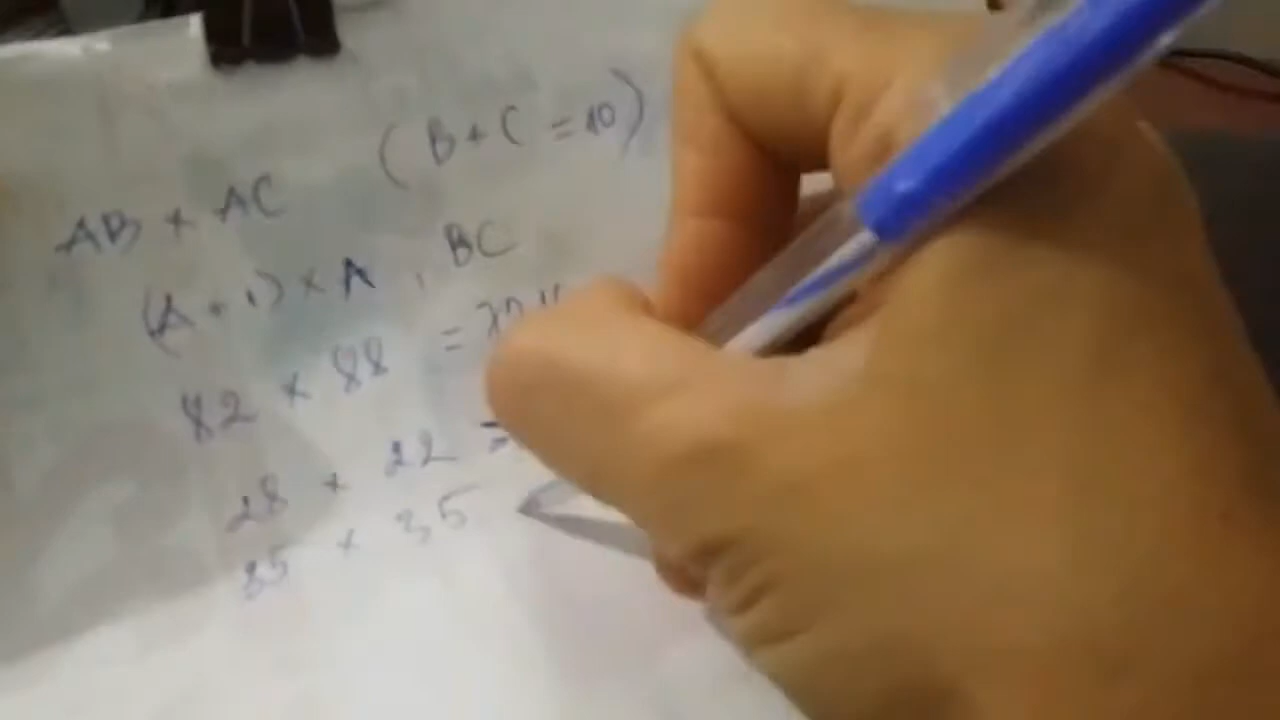 AB × AC (B+C=10)
(A+1)×A, BC
82 × 88 =
28 × 22 =
35 × 35